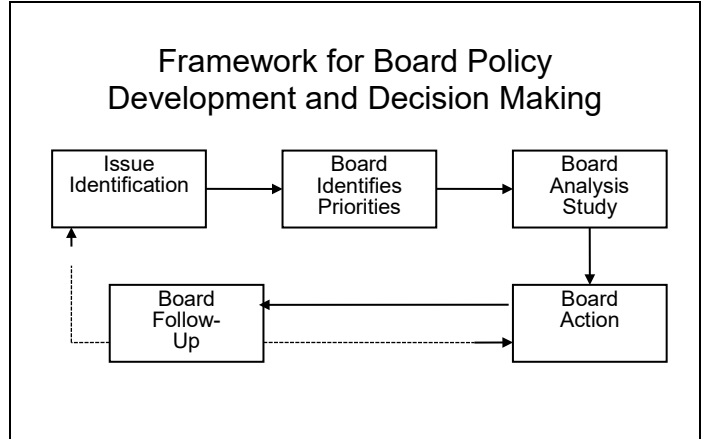 Framework for Board Policy
Development and Decision Making
Issue
Identification
Board
Identifies
Priorities
Board
Analysis
Study
Board
Follow-
Up
Board
Action